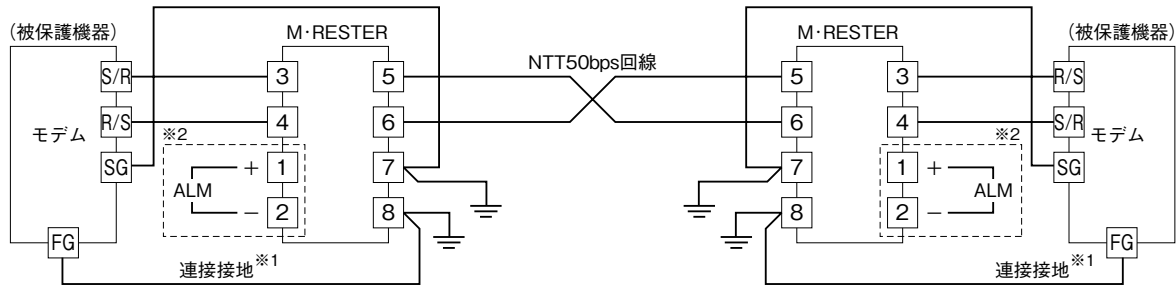 (被保護機器)
M・RESTER
NTT50bps回線
M・RESTER
(被保護機器)
S/R
3
5
5
3
R/S
R/S
4
6
6
4
S/R
モデム
※2
※2
モデム
SG
ALM
+
1
7
7
1
+
ALM
SG
−
2
8
8
2
−
FG
連接接地※1
連接接地※1
FG